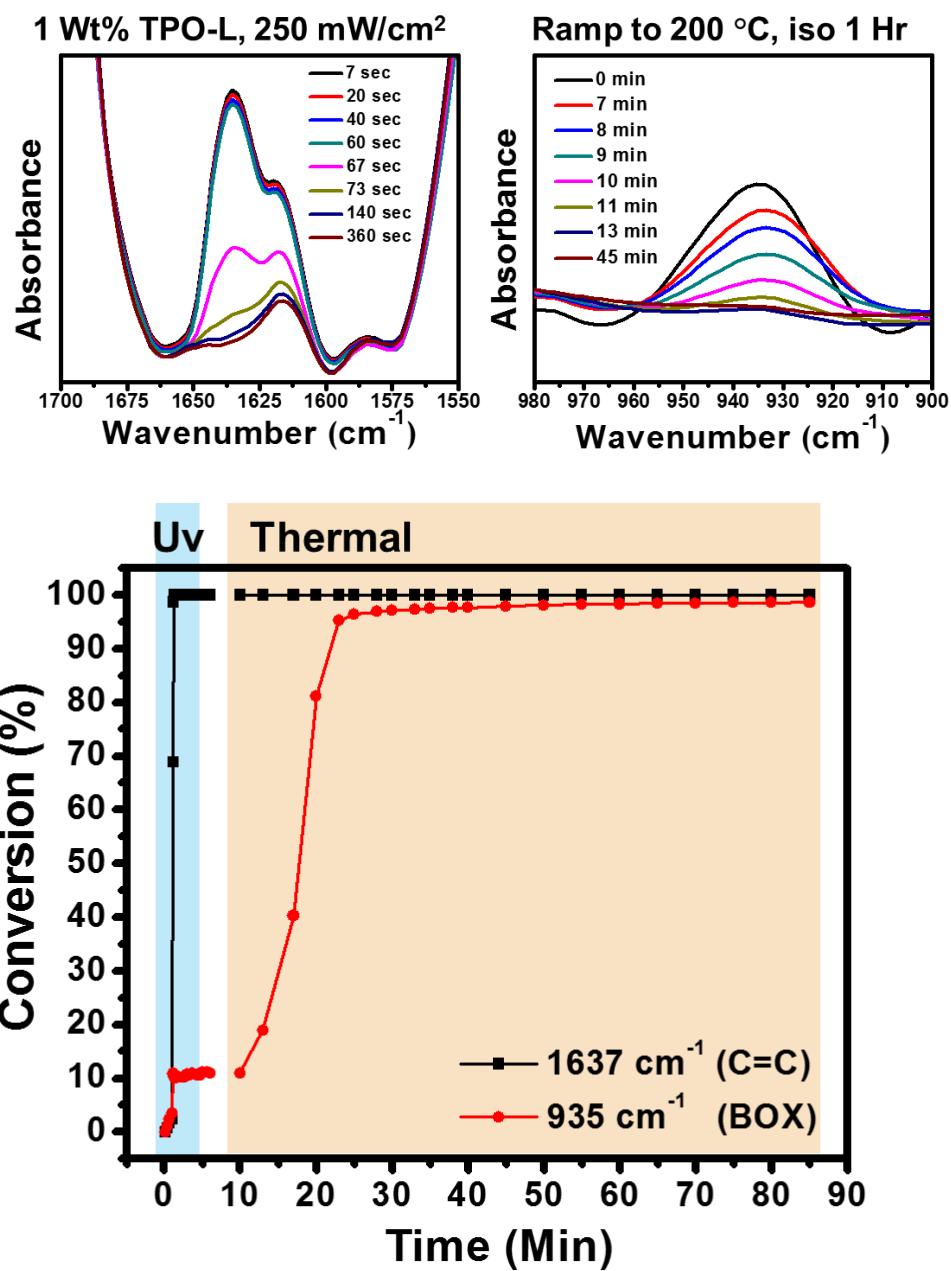 1 Wt% TPO-L, 250 mW/cm²
7 sec
20 sec
40 sec
60 sec
67 sec
73 sec
140 sec
360 sec
Absorbance
1700 1650 1625 1600 1575 1550
Wavenumber (cm⁻¹)
Ramp to 200 °C, iso 1 Hr
0 min
7 min
8 min
9 min
10 min
11 min
13 min
45 min
Absorbance
980 970 960 950 940 930 920 910 900
Wavenumber (cm⁻¹)
Uv Thermal
100
90
80
70
60
50
40
30
20
10
0
Conversion (%)
1637 cm⁻¹ (C=C)
935 cm⁻¹ (BOX)
0 10 20 30 40 50 60 70 80 90
Time (Min)